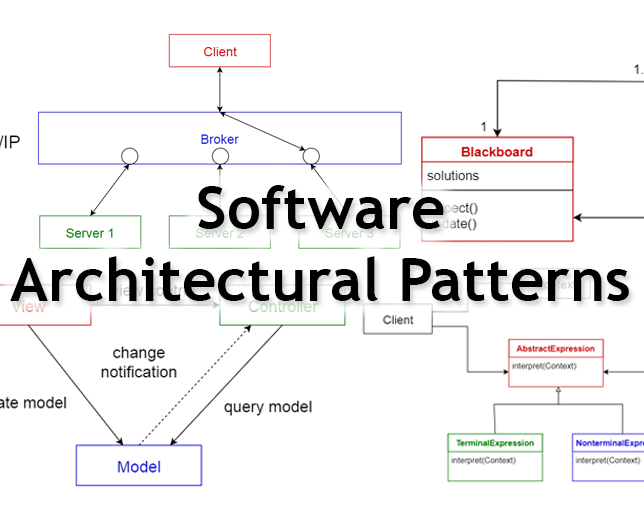 Client
/IP
Broker
1.
1
Blackboard
solutions
pect()
date()
Server 1
Server 2
Server 3
Software
Architectural Patterns
View
Controller
Client
change
notification
ate model
query model
Model
AbstractExpression
interpret(Context)
TerminalExpression
interpret(Context)
NonterminalExpre
interpret(Context)